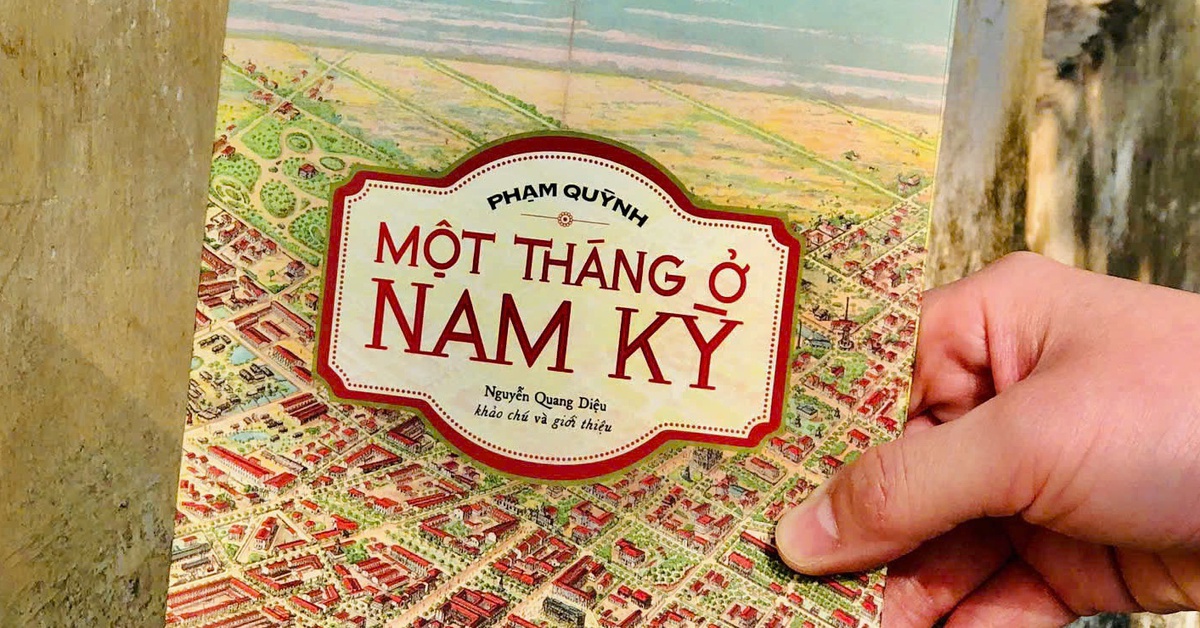 PHẠM QUỲNH
MỘT THÁNG Ở
NAM KỲ
Nguyễn Quang Diệu
khảo chú và giới thiệu